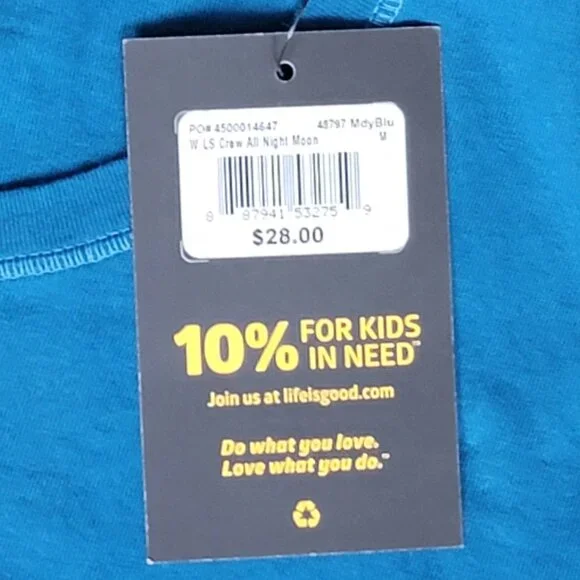 PO# 4500014647 45797 MdyBlu
W LS Crew All Night Moon M
8 87941 53275 9
$28.00
10% FOR KIDS
IN NEED™
Join us at lifeisgood.com
Do what you love.
Love what you do.™